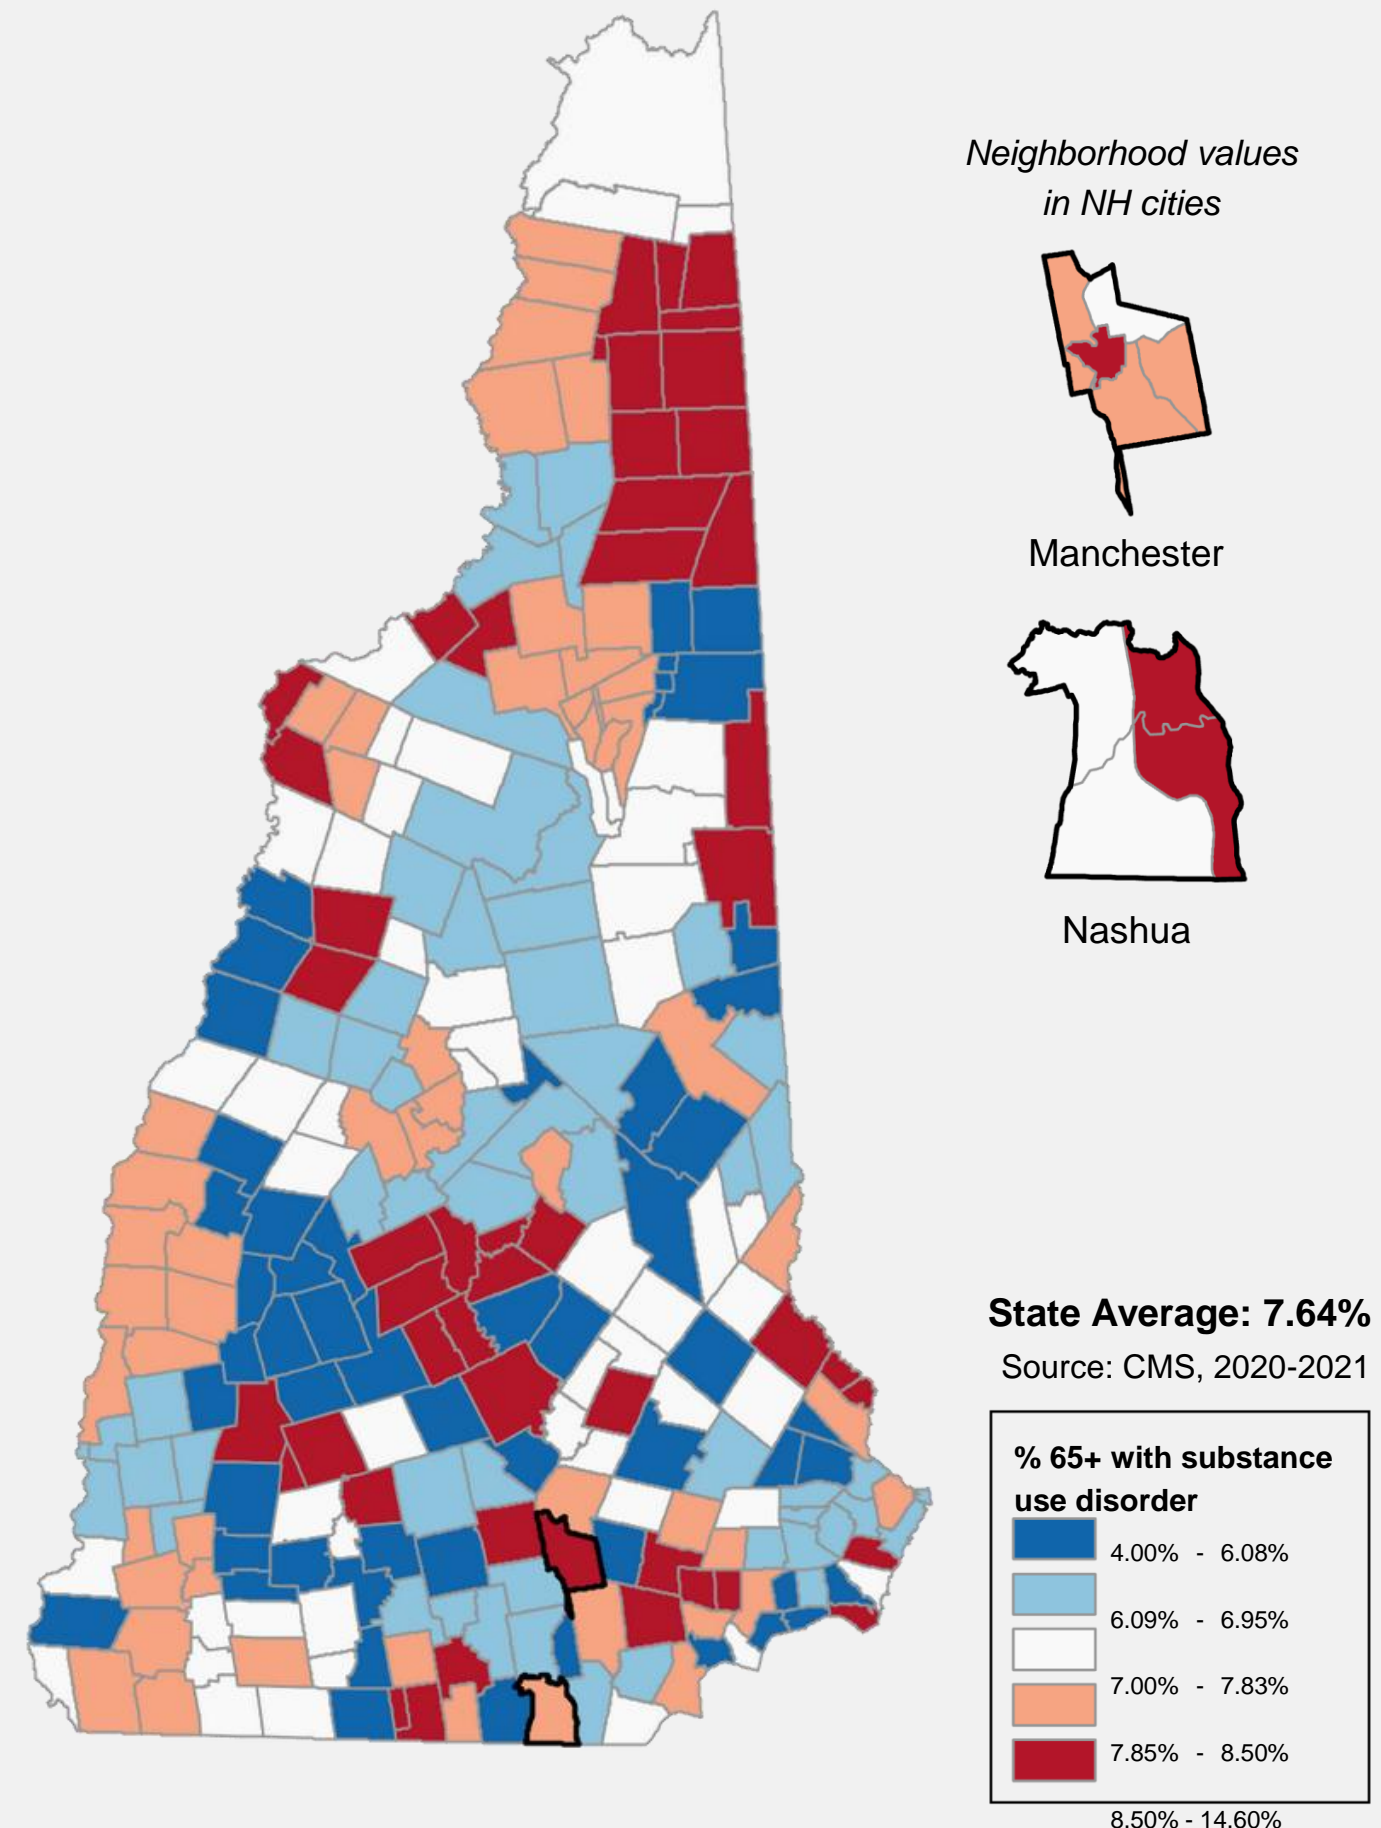 Neighborhood values
in NH cities
Manchester
Nashua
State Average: 7.64%
Source: CMS, 2020-2021
% 65+ with substance
use disorder
4.00% - 6.08%
6.09% - 6.95%
7.00% - 7.83%
7.85% - 8.50%
8.50% - 14.60%